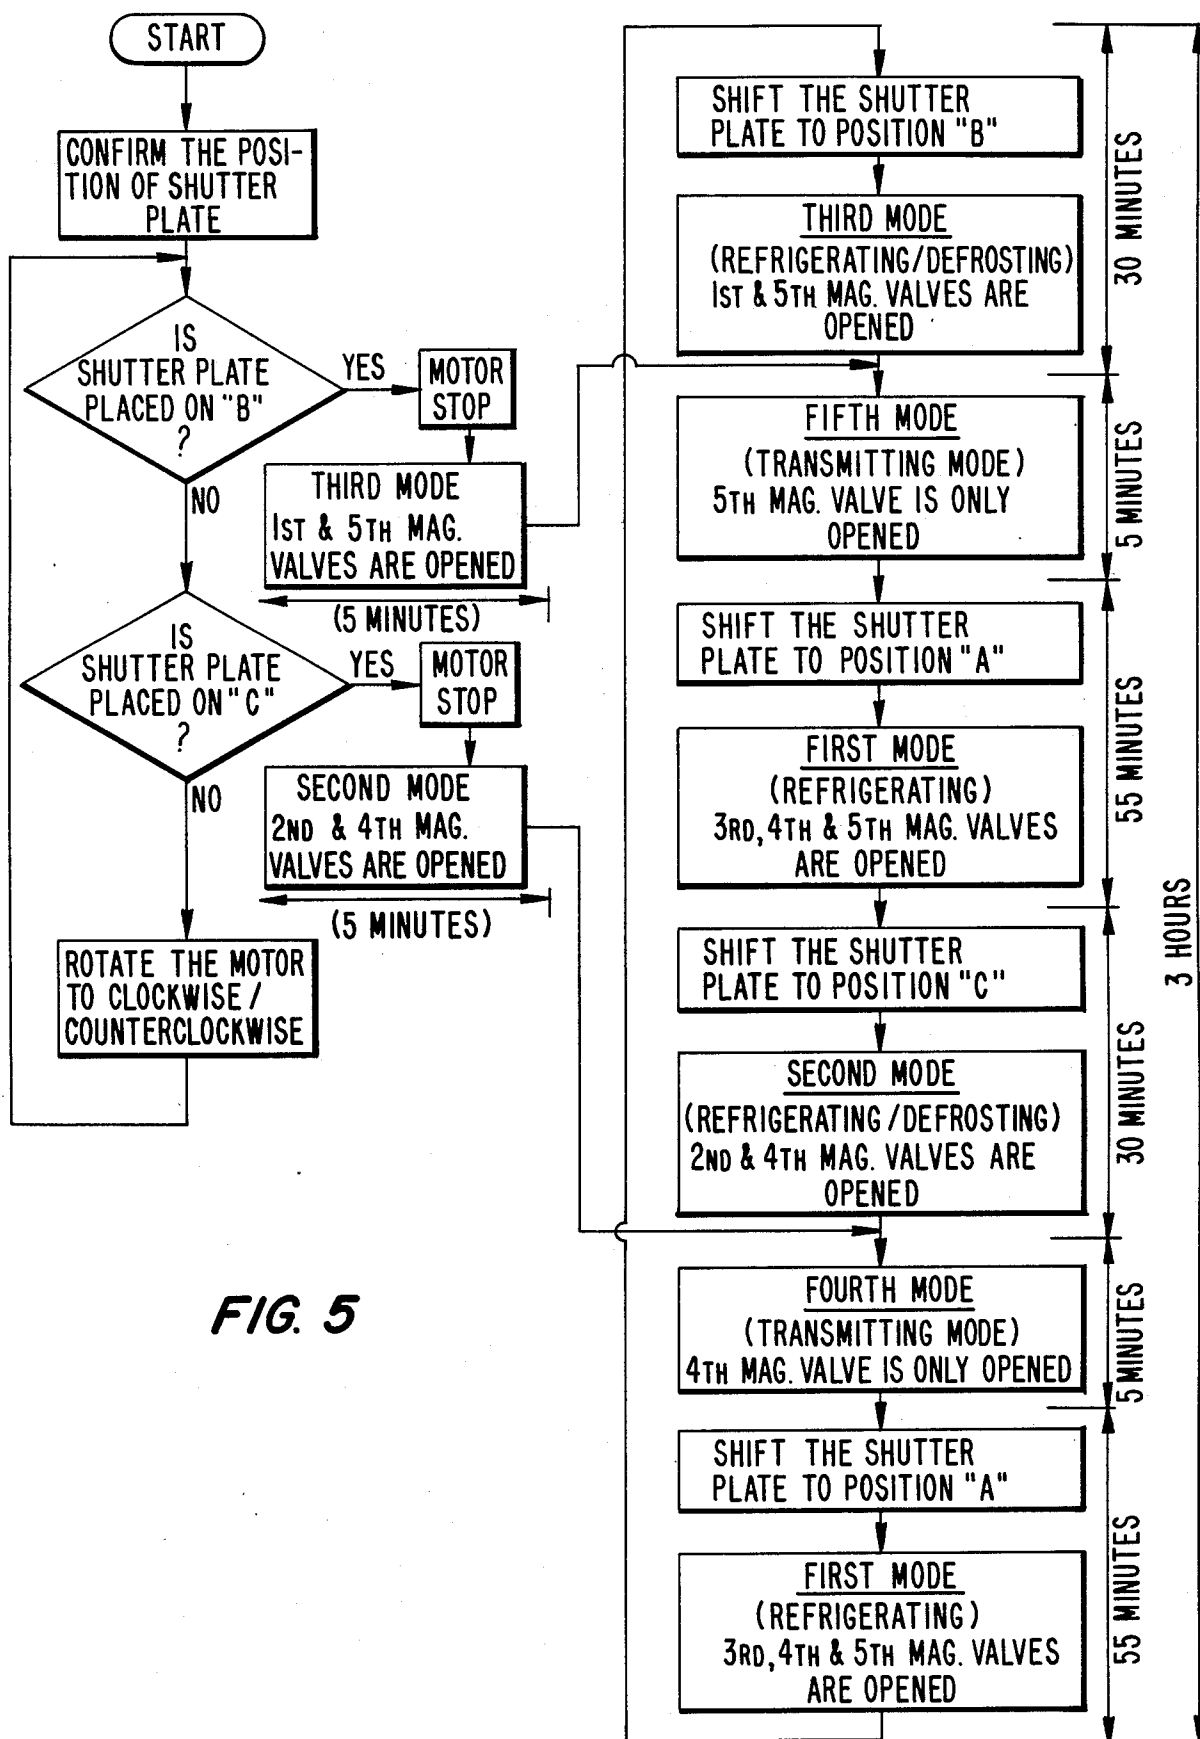 START
CONFIRM THE POSI-
TION OF SHUTTER
PLATE
IS
SHUTTER PLATE
PLACED ON "B"
?
YES
MOTOR
STOP
NO
THIRD MODE
1ST & 5TH MAG.
VALVES ARE OPENED
(5 MINUTES)
IS
SHUTTER PLATE
PLACED ON "C"
?
YES
MOTOR
STOP
NO
SECOND MODE
2ND & 4TH MAG.
VALVES ARE OPENED
(5 MINUTES)
ROTATE THE MOTOR
TO CLOCKWISE /
COUNTERCLOCKWISE
FIG. 5
SHIFT THE SHUTTER
PLATE TO POSITION "B"
THIRD MODE
(REFRIGERATING/DEFROSTING)
1ST & 5TH MAG. VALVES ARE
OPENED
30 MINUTES
FIFTH MODE
(TRANSMITTING MODE)
5TH MAG. VALVE IS ONLY
OPENED
5 MINUTES
SHIFT THE SHUTTER
PLATE TO POSITION "A"
FIRST MODE
(REFRIGERATING)
3RD, 4TH & 5TH MAG. VALVES
ARE OPENED
55 MINUTES
SHIFT THE SHUTTER
PLATE TO POSITION "C"
SECOND MODE
(REFRIGERATING / DEFROSTING)
2ND & 4TH MAG. VALVES ARE
OPENED
30 MINUTES
FOURTH MODE
(TRANSMITTING MODE)
4TH MAG. VALVE IS ONLY OPENED
5 MINUTES
SHIFT THE SHUTTER
PLATE TO POSITION "A"
FIRST MODE
(REFRIGERATING)
3RD, 4TH & 5TH MAG. VALVES
ARE OPENED
55 MINUTES
3 HOURS